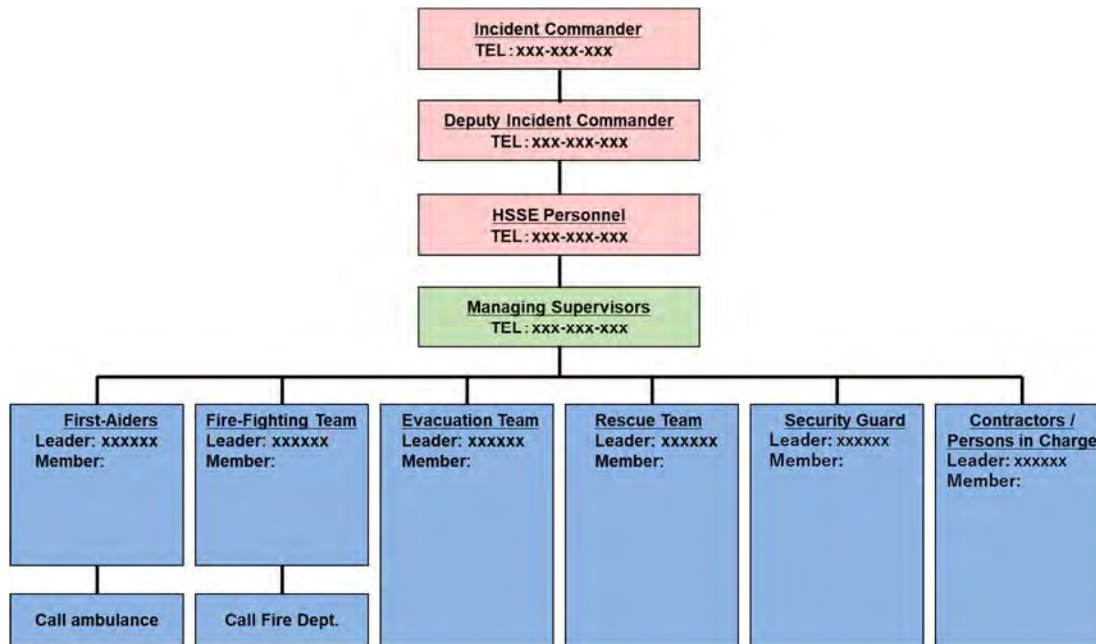 Incident Commander
TEL : xxx-xxx-xxx
Deputy Incident Commander
TEL : xxx-xxx-xxx
HSSE Personnel
TEL : xxx-xxx-xxx
Managing Supervisors
TEL : xxx-xxx-xxx
First-Aiders
Leader: xxxxxx
Member:
Call ambulance
Fire-Fighting Team
Leader: xxxxxx
Member:
Call Fire Dept.
Evacuation Team
Leader: xxxxxx
Member:
Rescue Team
Leader: xxxxxx
Member:
Security Guard
Leader: xxxxxx
Member:
Contractors /
Persons in Charge
Leader: xxxxxx
Member: